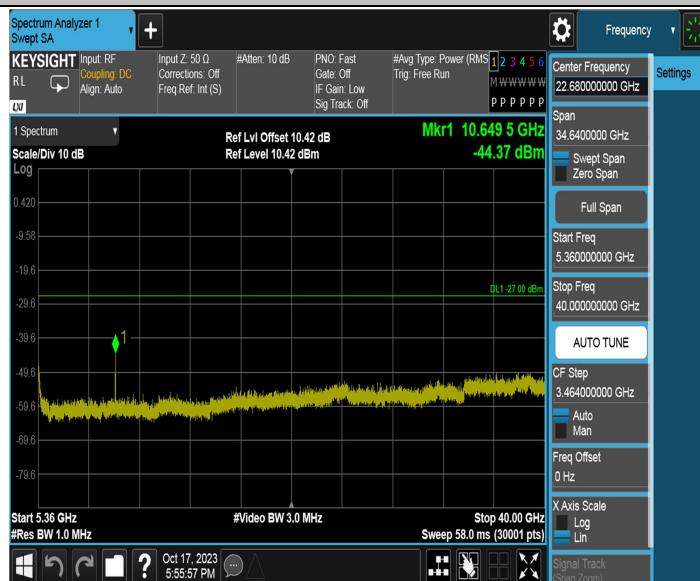 Spectrum Analyzer 1
Swept SA
+
Frequency
KEYSIGHT
RL
LXI
Input: RF
Coupling: DC
Align: Auto
Input Z: 50 Ω
Corrections: Off
Freq Ref: Int (S)
#Atten: 10 dB
PNO: Fast
Gate: Off
IF Gain: Low
Sig Track: Off
#Avg Type: Power (RMS
Trig: Free Run
1 2 3 4 5 6
M W W W W W
P P P P P P
Center Frequency
22.680000000 GHz
Settings
1 Spectrum
Scale/Div 10 dB
Log
Ref Lvl Offset 10.42 dB
Ref Level 10.42 dBm
Mkr1 10.649 5 GHz
-44.37 dBm
0.420
-9.58
-19.6
-29.6
-39.6
-49.6
-59.6
-69.6
-79.6
DL1 -27.00 dBm
1
Start 5.36 GHz
#Res BW 1.0 MHz
#Video BW 3.0 MHz
Stop 40.00 GHz
Sweep 58.0 ms (30001 pts)
Span
34.6400000 GHz
Swept Span
Zero Span
Full Span
Start Freq
5.360000000 GHz
Stop Freq
40.000000000 GHz
AUTO TUNE
CF Step
3.464000000 GHz
Auto
Man
Freq Offset
0 Hz
X Axis Scale
Log
Lin
Signal Track
(Span Zoom)
?
Oct 17, 2023
5:55:57 PM